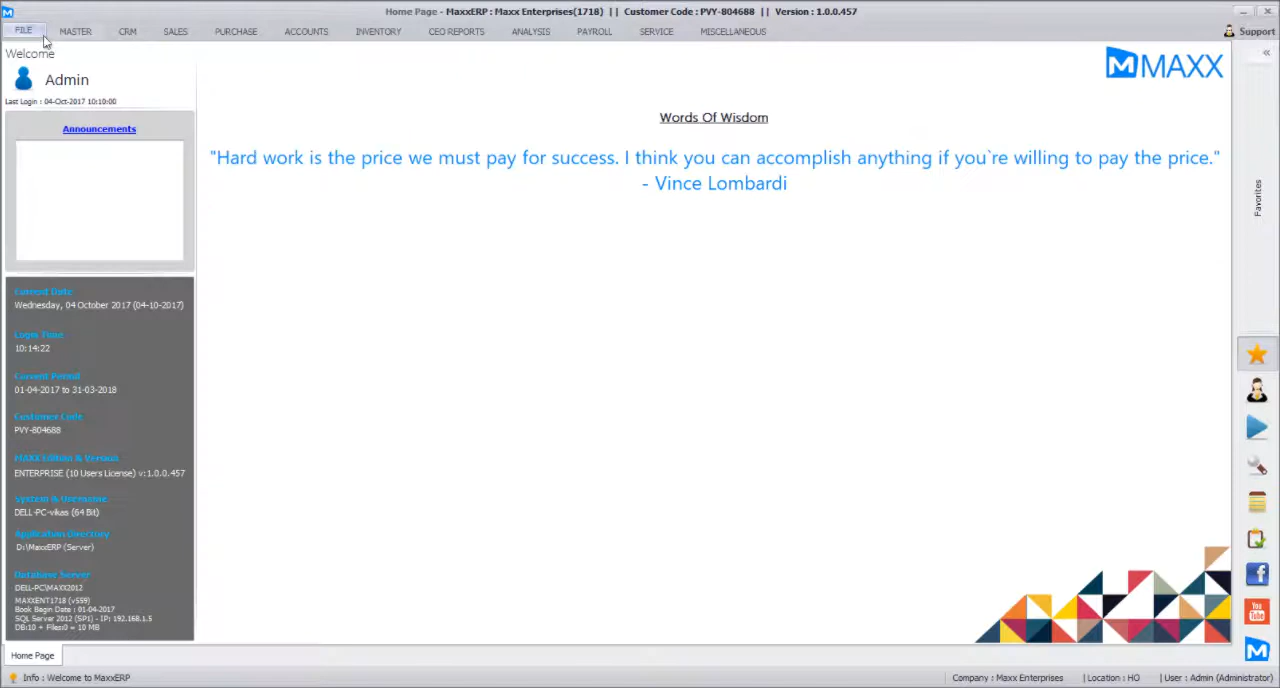 Home Page - MaxxERP : Maxx Enterprises(1718) || Customer Code : PVY-804688 || Version : 1.0.0.457
FILE MASTER CRM SALES PURCHASE ACCOUNTS INVENTORY CEO REPORTS ANALYSIS PAYROLL SERVICE MISCELLANEOUS Support
Welcome
Admin
Last Login : 04-Oct-2017 10:10:00
Announcements
MAXX
Words Of Wisdom
"Hard work is the price we must pay for success. I think you can accomplish anything if you`re willing to pay the price."
- Vince Lombardi
Favorites
Current Date
Wednesday, 04 October 2017 (04-10-2017)
Login Time
10:14:22
Current Period
01-04-2017 to 31-03-2018
Customer Code
PVY-804688
MAXX Edition & Version
ENTERPRISE (10 Users License) v:1.0.0.457
System & Username
DELL-PC-vikas (64 Bit)
Application Directory
D:\MaxxERP (Server)
Database Server
DELL-PC\MAXX2012
MAXXENT1718 (v559)
Book Begin Date : 01-04-2017
SQL Server 2012 (SP1) - IP: 192.168.1.5
DB:10 + Files:0 = 10 MB
You
Tube
Home Page
Info : Welcome to MaxxERP
Company : Maxx Enterprises | Location : HO | User : Admin (Administrator)